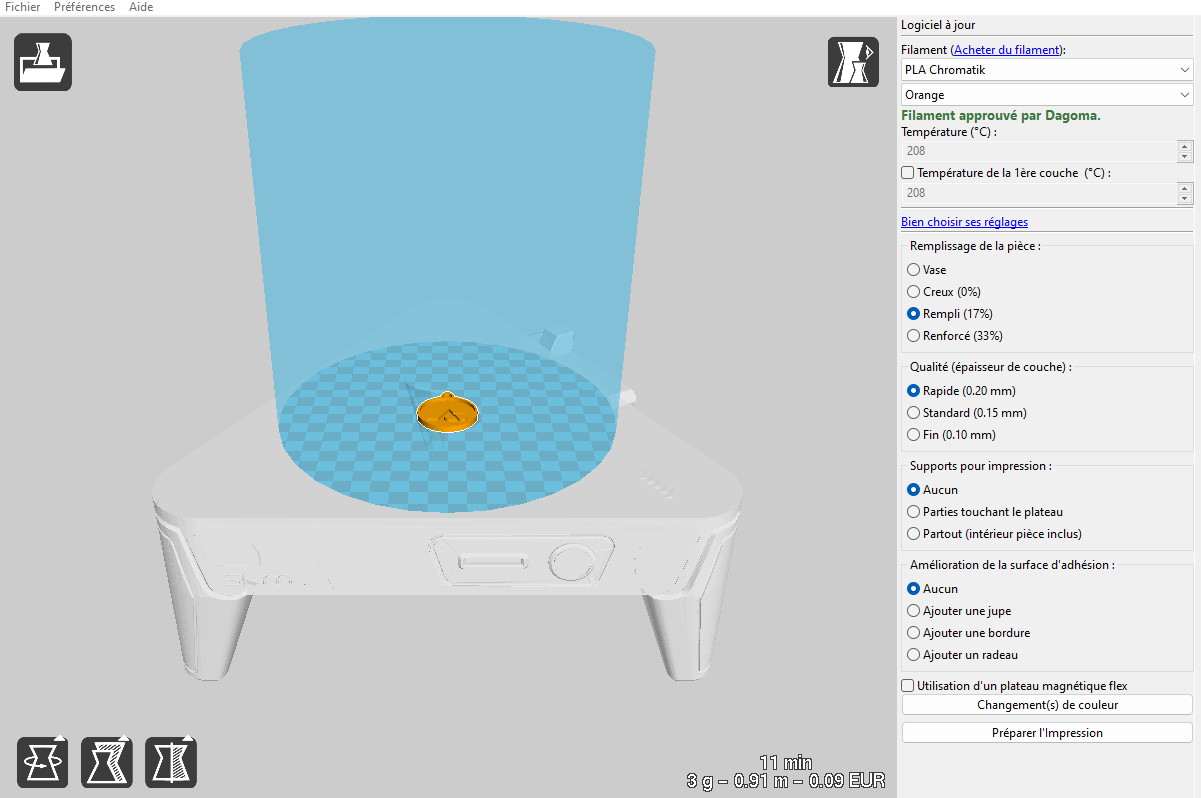 Fichier Préférences Aide
Logiciel à jour
Filament (Acheter du filament):
PLA Chromatik
Orange
Filament approuvé par Dagoma.
Température (°C) :
208
Température de la 1ère couche (°C) :
208
Bien choisir ses réglages
Remplissage de la pièce :
Vase
Creux (0%)
Rempli (17%)
Renforcé (33%)
Qualité (épaisseur de couche) :
Rapide (0.20 mm)
Standard (0.15 mm)
Fin (0.10 mm)
Supports pour impression :
Aucun
Parties touchant le plateau
Partout (intérieur pièce inclus)
Amélioration de la surface d'adhésion :
Aucun
Ajouter une jupe
Ajouter une bordure
Ajouter un radeau
Utilisation d'un plateau magnétique flex
Changement(s) de couleur
Préparer l'Impression
11 min
3 g – 0.91 m – 0.09 EUR